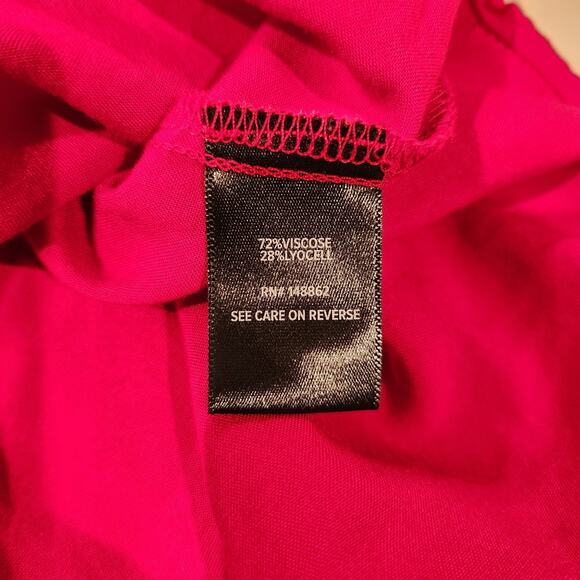 72%VISCOSE
28%LYOCELL
RN# 148862
SEE CARE ON REVERSE